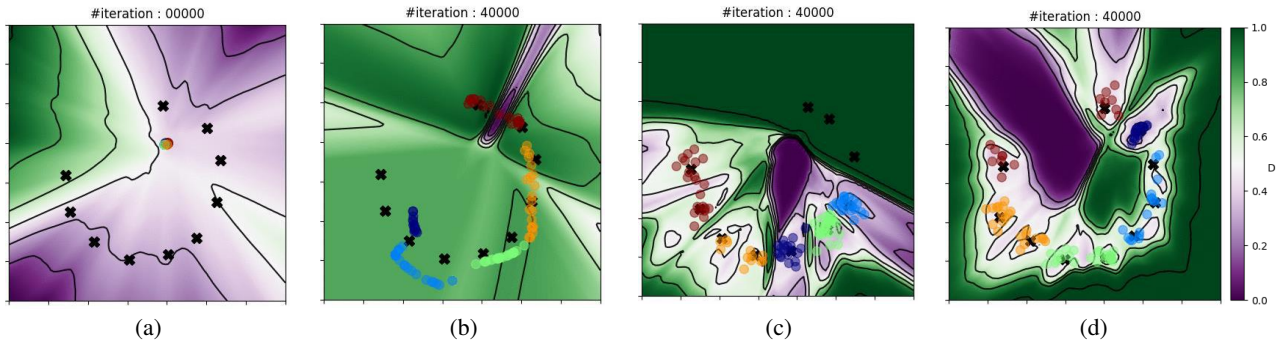 #iteration : 00000
#iteration : 40000
#iteration : 40000
#iteration : 40000
1.0
0.8
0.6
0.4
0.2
0.0
D
(a)
(b)
(c)
(d)